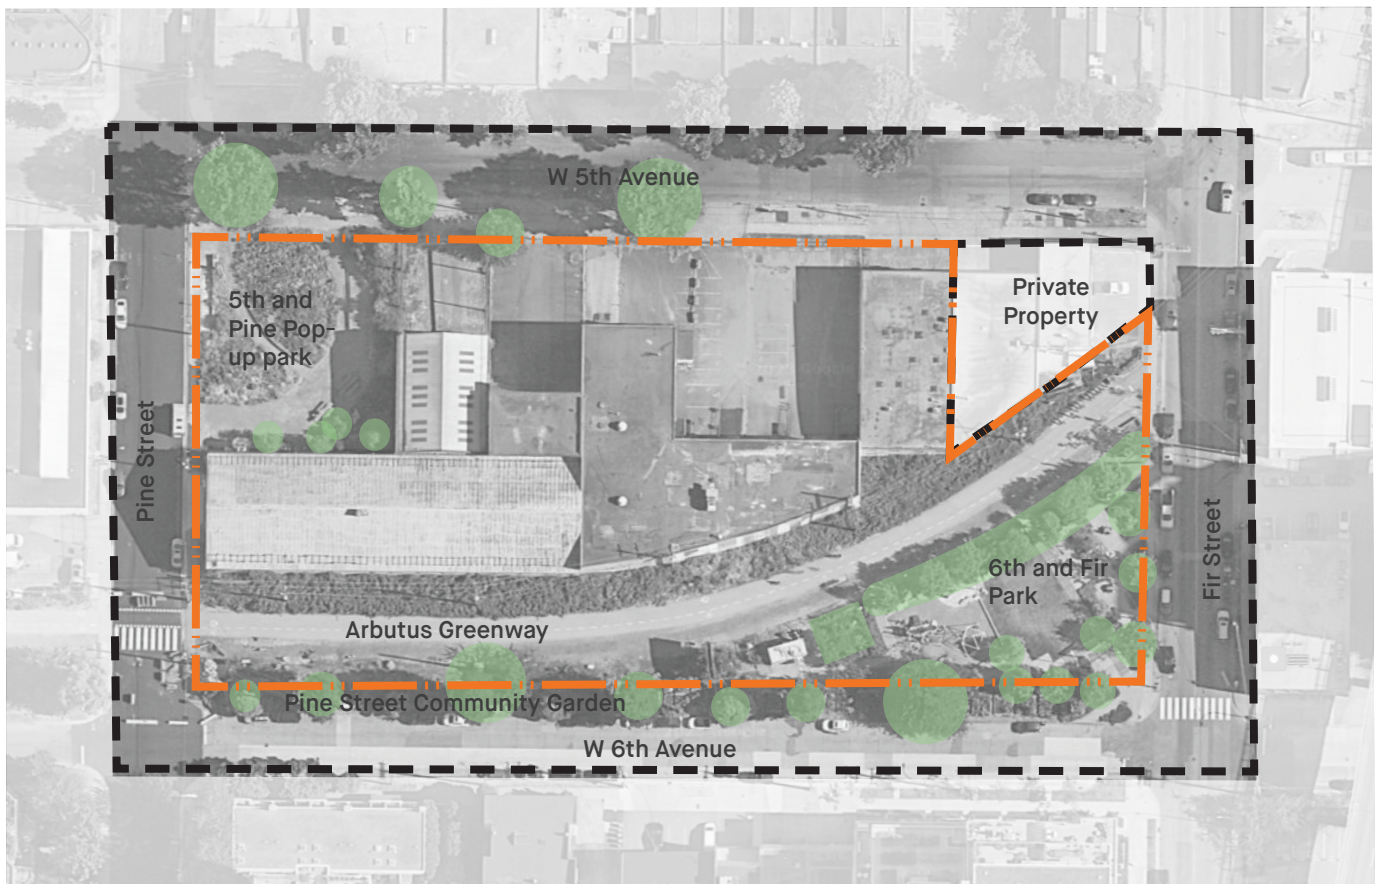 W 5th Avenue
5th and
Pine Pop-
up park
Private
Property
Pine Street
Fir Street
6th and Fir
Park
Arbutus Greenway
Pine Street Community Garden
W 6th Avenue